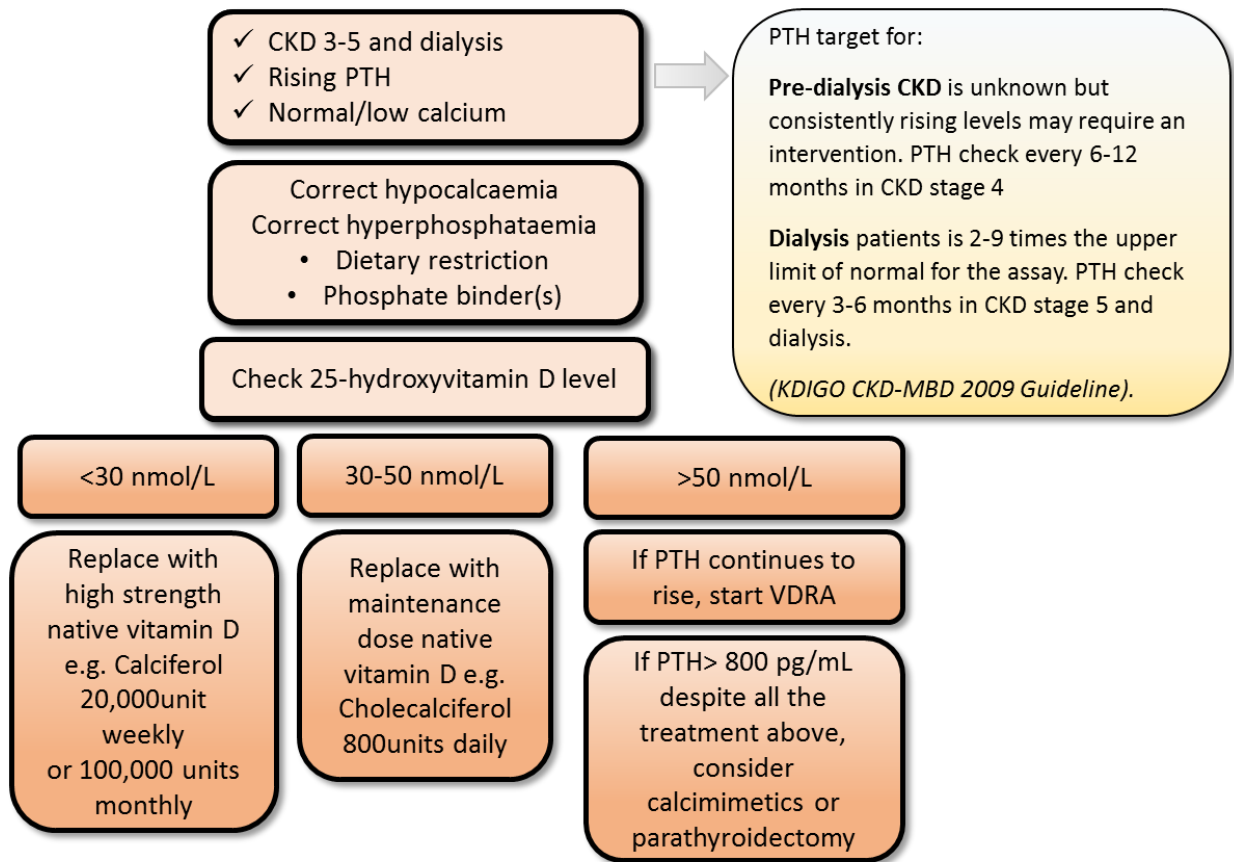 ✓ CKD 3-5 and dialysis
✓ Rising PTH
✓ Normal/low calcium
PTH target for:
Pre-dialysis CKD is unknown but
consistently rising levels may require an
intervention. PTH check every 6-12
months in CKD stage 4
Dialysis patients is 2-9 times the upper
limit of normal for the assay. PTH check
every 3-6 months in CKD stage 5 and
dialysis.
(KDIGO CKD-MBD 2009 Guideline).
Correct hypocalcaemia
Correct hyperphosphataemia
• Dietary restriction
• Phosphate binder(s)
Check 25-hydroxyvitamin D level
<30 nmol/L
Replace with
high strength
native vitamin D
e.g. Calciferol
20,000unit
weekly
or 100,000 units
monthly
30-50 nmol/L
Replace with
maintenance
dose native
vitamin D e.g.
Cholecalciferol
800units daily
>50 nmol/L
If PTH continues to
rise, start VDRA
If PTH> 800 pg/mL
despite all the
treatment above,
consider
calcimimetics or
parathyroidectomy